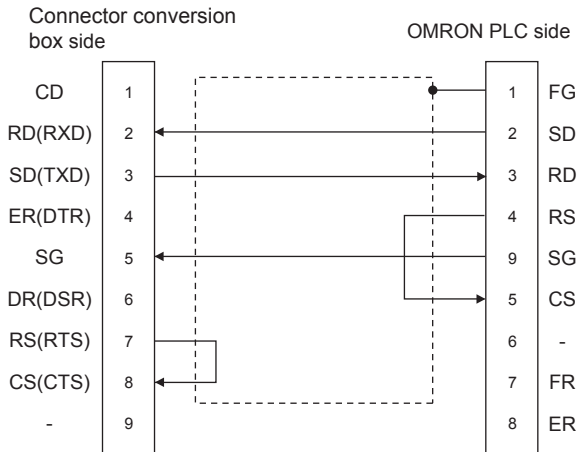 Connector conversion
box side
OMRON PLC side
CD 1 1 FG
RD(RXD) 2 2 SD
SD(TXD) 3 3 RD
ER(DTR) 4 4 RS
SG 5 9 SG
DR(DSR) 6 5 CS
RS(RTS) 7 6 -
CS(CTS) 8 7 FR
- 9 8 ER